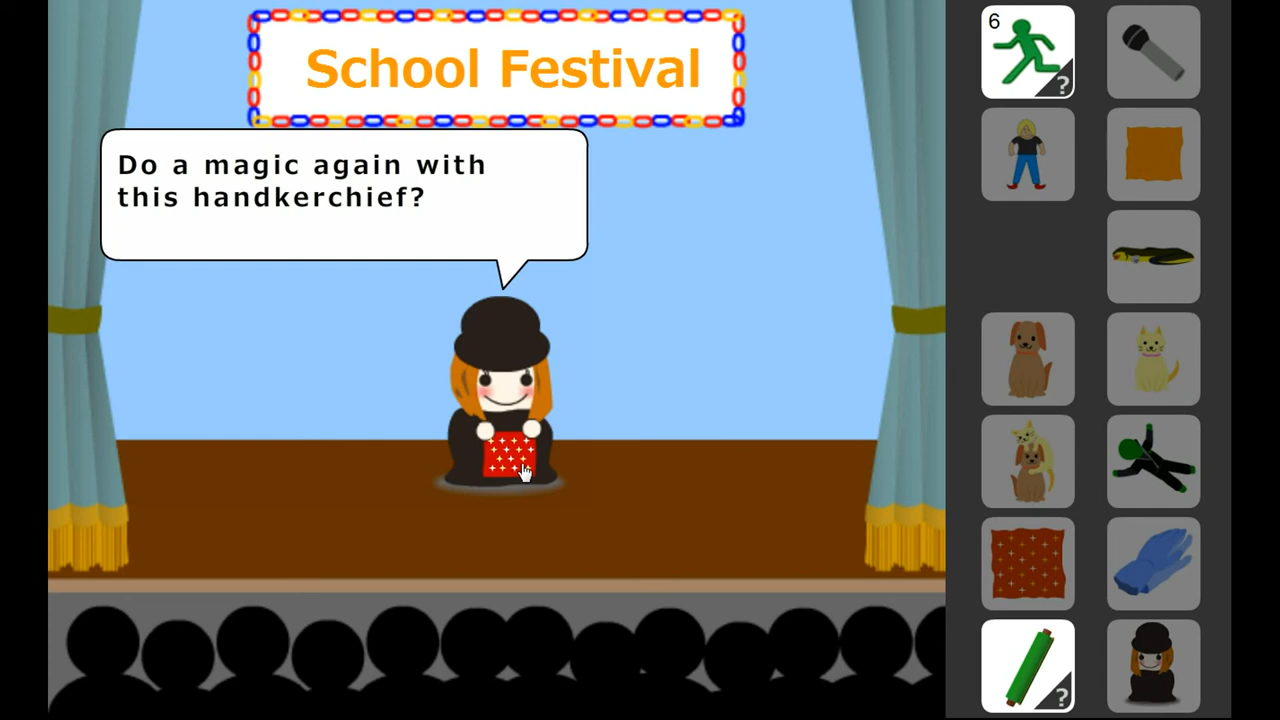 School Festival
6
Do a magic again with
this handkerchief?
?
?